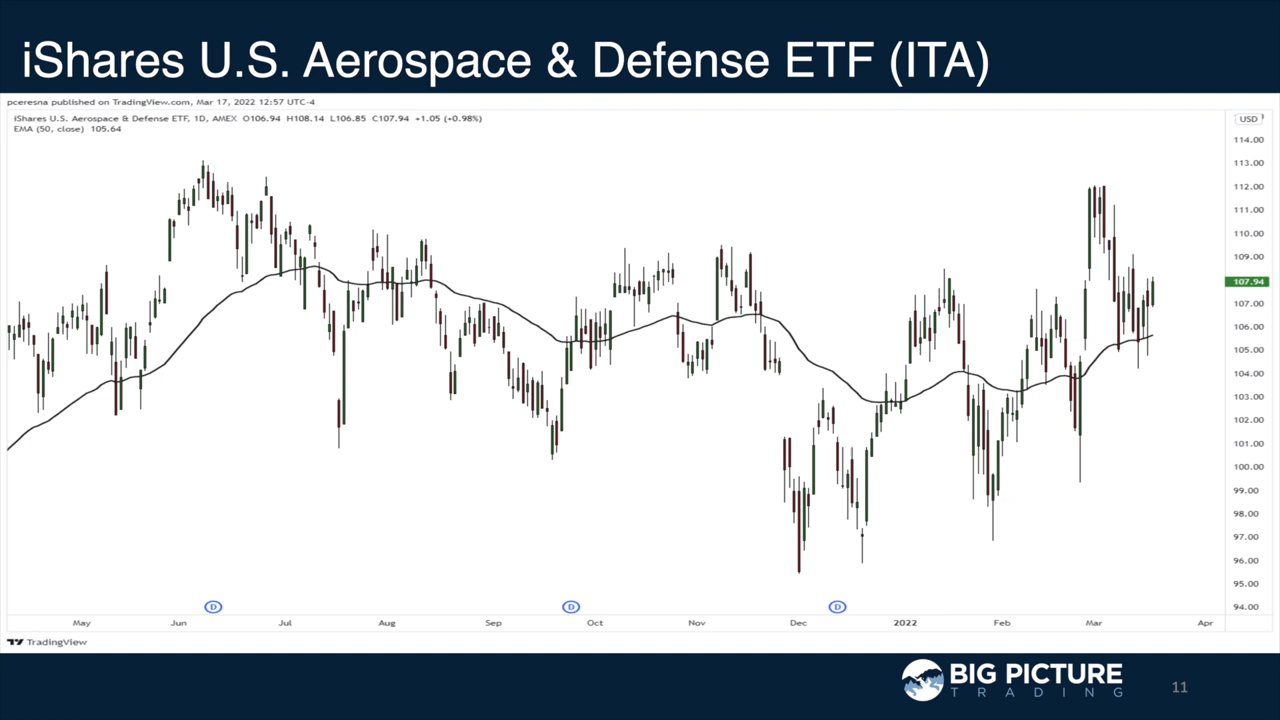 iShares U.S. Aerospace & Defense ETF (ITA)
pceresna published on TradingView.com, Mar 17, 2022 12:57 UTC-4
iShares U.S. Aerospace & Defense ETF, 1D, AMEX O106.94 H108.14 L106.85 C107.94 +1.05 (+0.98%)
EMA (50, close) 105.64
USD
114.00
113.00
112.00
111.00
110.00
109.00
107.94
107.00
106.00
105.00
104.00
103.00
102.00
101.00
100.00
99.00
98.00
97.00
96.00
95.00
94.00
D D D
May Jun Jul Aug Sep Oct Nov Dec 2022 Feb Mar Apr
TradingView
BIG PICTURE
TRADING
11